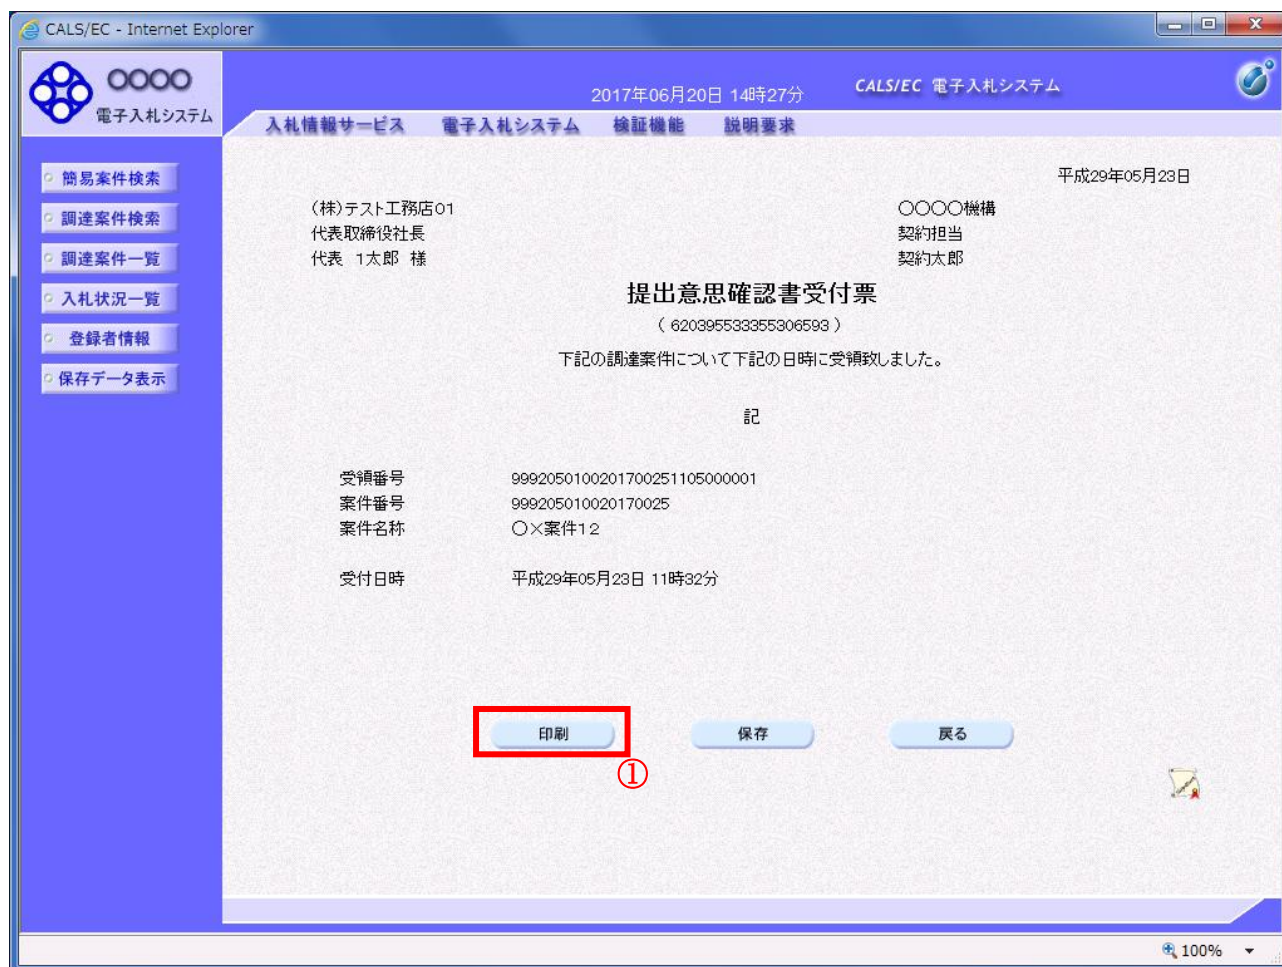 CALS/EC - Internet Explorer
〇〇〇〇
電子入札システム
2017年06月20日 14時27分
CALS/EC 電子入札システム
入札情報サービス 電子入札システム 検証機能 説明要求
簡易案件検索
調達案件検索
調達案件一覧
入札状況一覧
登録者情報
保存データ表示
平成29年05月23日
(株)テスト工務店01
代表取締役社長
代表 1太郎 様
〇〇〇〇機構
契約担当
契約太郎
提出意思確認書受付票
( 620395533355306593 )
下記の調達案件について下記の日時に受領致しました。
記
受領番号 99920501002017002511050​00001
案件番号 999205010020170025
案件名称 〇×案件12
受付日時 平成29年05月23日 11時32分
印刷 保存 戻る
①
100%